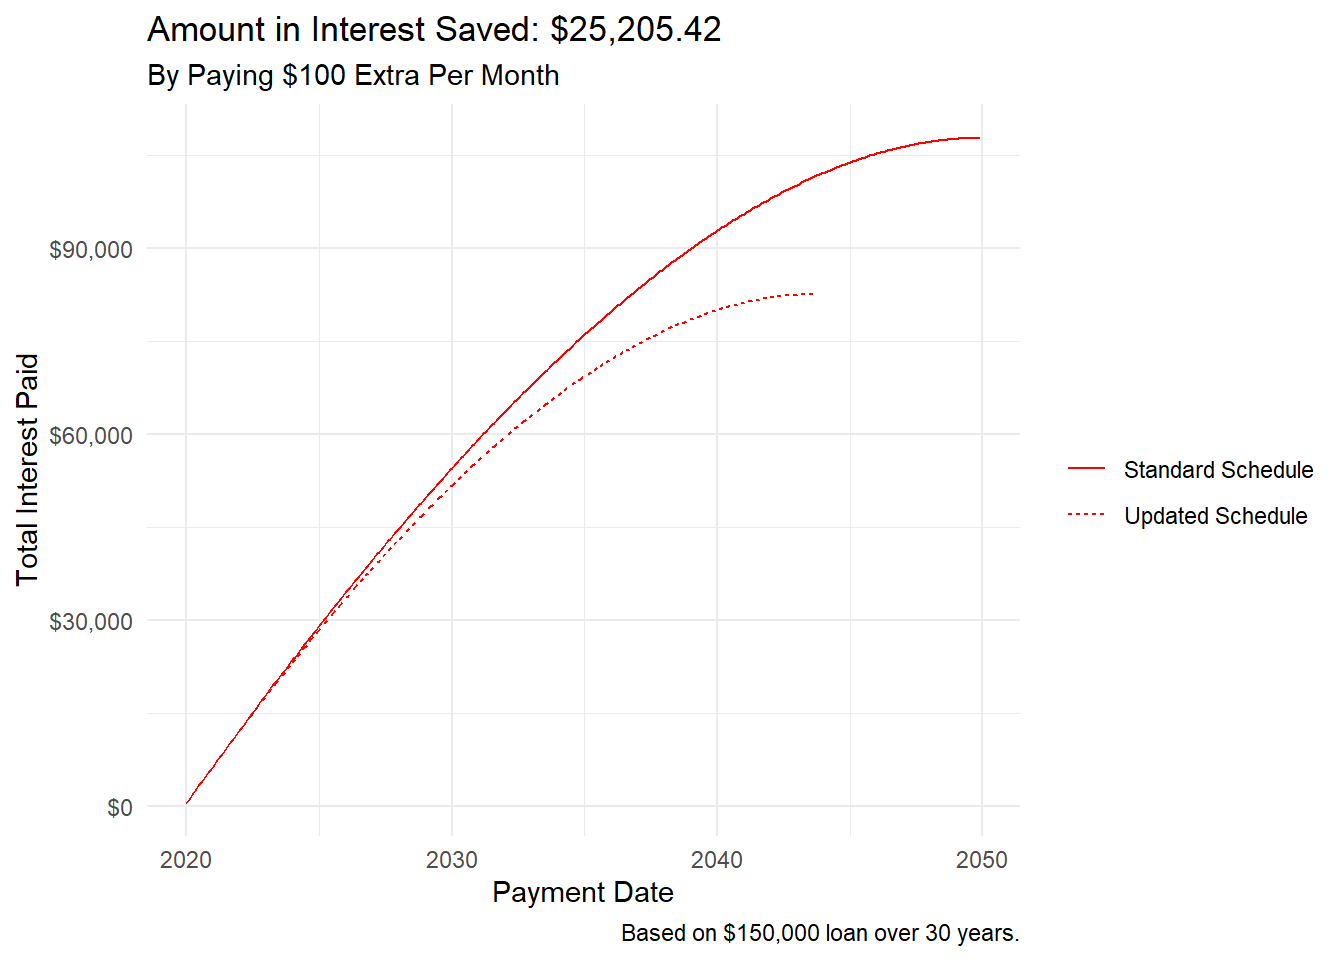 Amount in Interest Saved: $25,205.42
By Paying $100 Extra Per Month
Total Interest Paid
$90,000
$60,000
$30,000
$0
2020 2030 2040 2050
Payment Date
Standard Schedule
Updated Schedule
Based on $150,000 loan over 30 years.